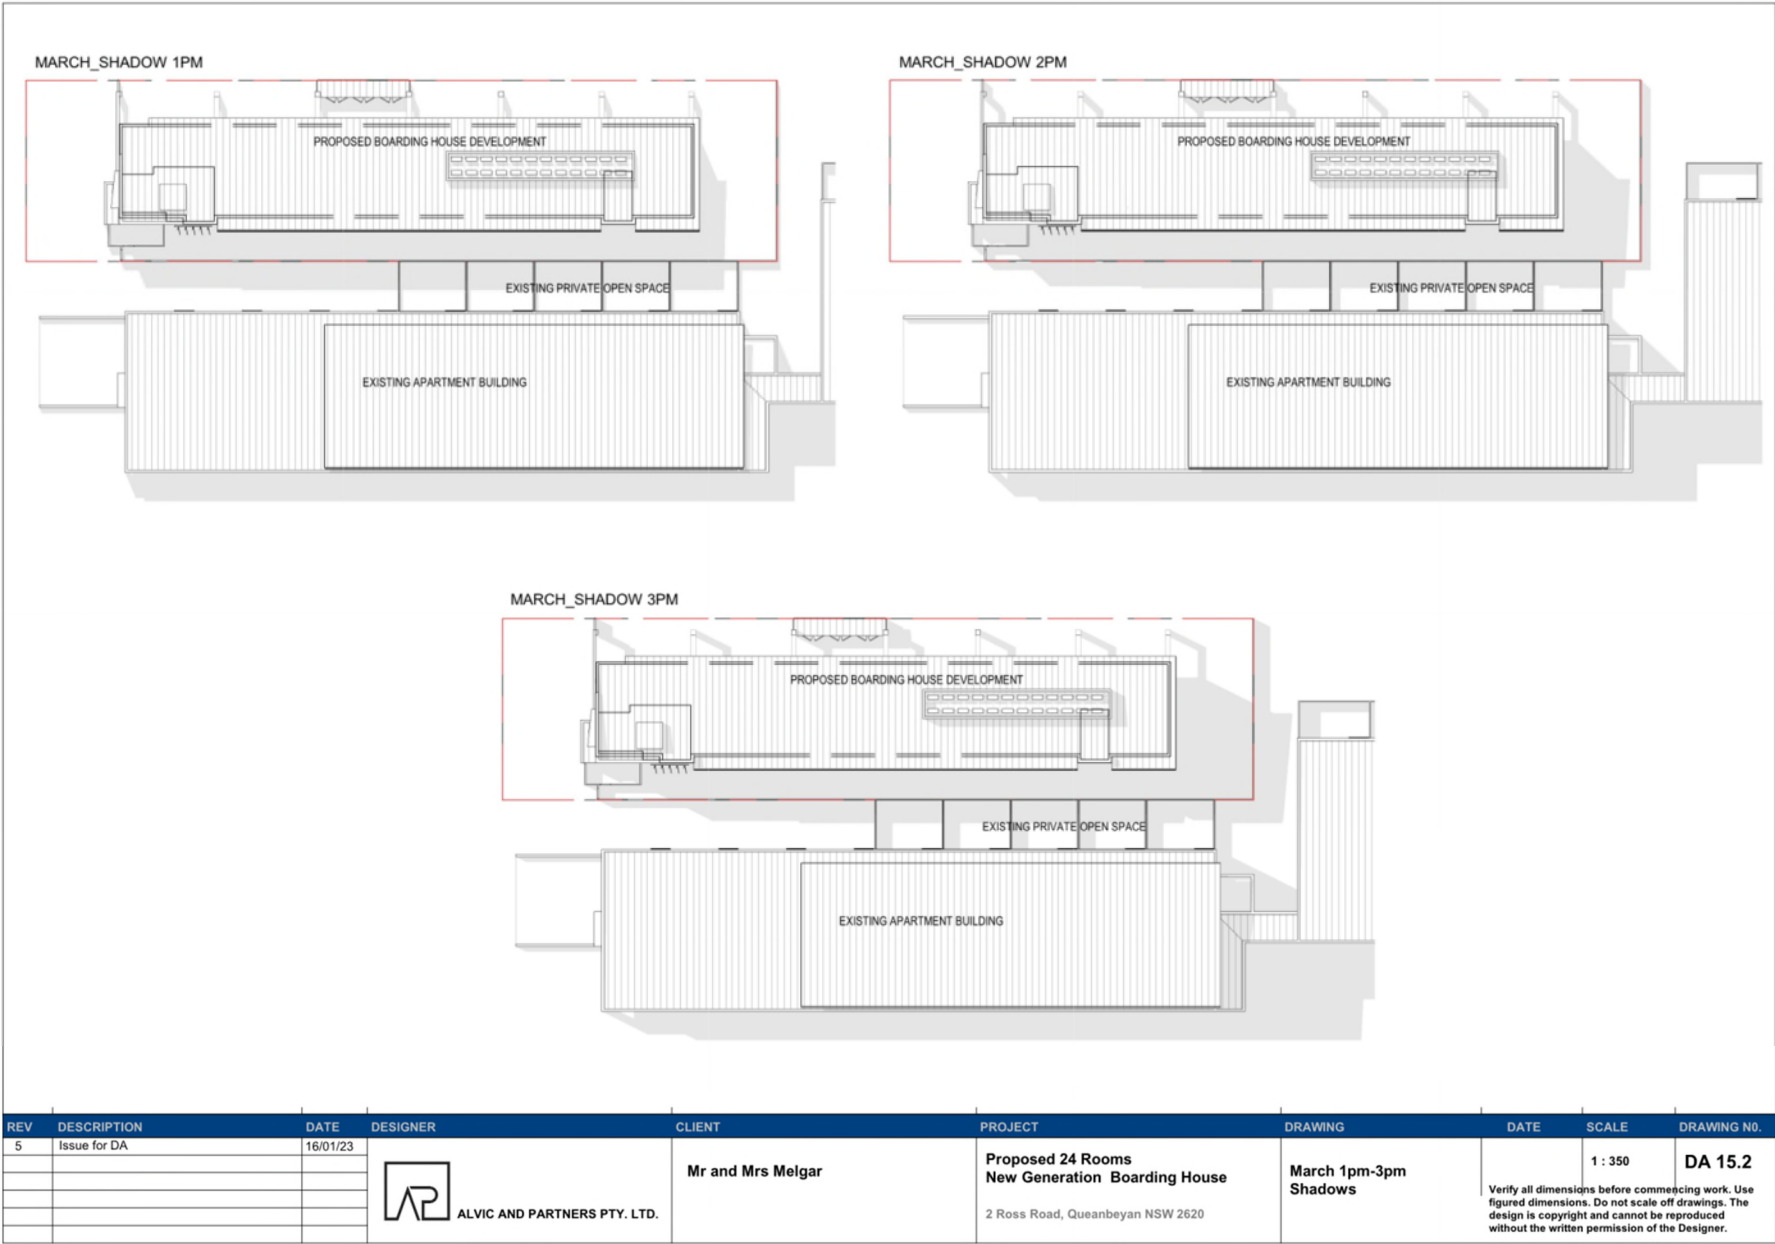 MARCH_SHADOW 1PM
PROPOSED BOARDING HOUSE DEVELOPMENT
EXISTING PRIVATE OPEN SPACE
EXISTING APARTMENT BUILDING
MARCH_SHADOW 2PM
PROPOSED BOARDING HOUSE DEVELOPMENT
EXISTING PRIVATE OPEN SPACE
EXISTING APARTMENT BUILDING
MARCH_SHADOW 3PM
PROPOSED BOARDING HOUSE DEVELOPMENT
EXISTING PRIVATE OPEN SPACE
EXISTING APARTMENT BUILDING
REV DESCRIPTION DATE DESIGNER CLIENT PROJECT DRAWING DATE SCALE DRAWING N0.
5 Issue for DA 16/01/23
AP
ALVIC AND PARTNERS PTY. LTD.
Mr and Mrs Melgar
Proposed 24 Rooms
New Generation Boarding House
2 Ross Road, Queanbeyan NSW 2620
March 1pm-3pm
Shadows
1 : 350
DA 15.2
Verify all dimensions before commencing work. Use
figured dimensions. Do not scale off drawings. The
design is copyright and cannot be reproduced
without the written permission of the Designer.